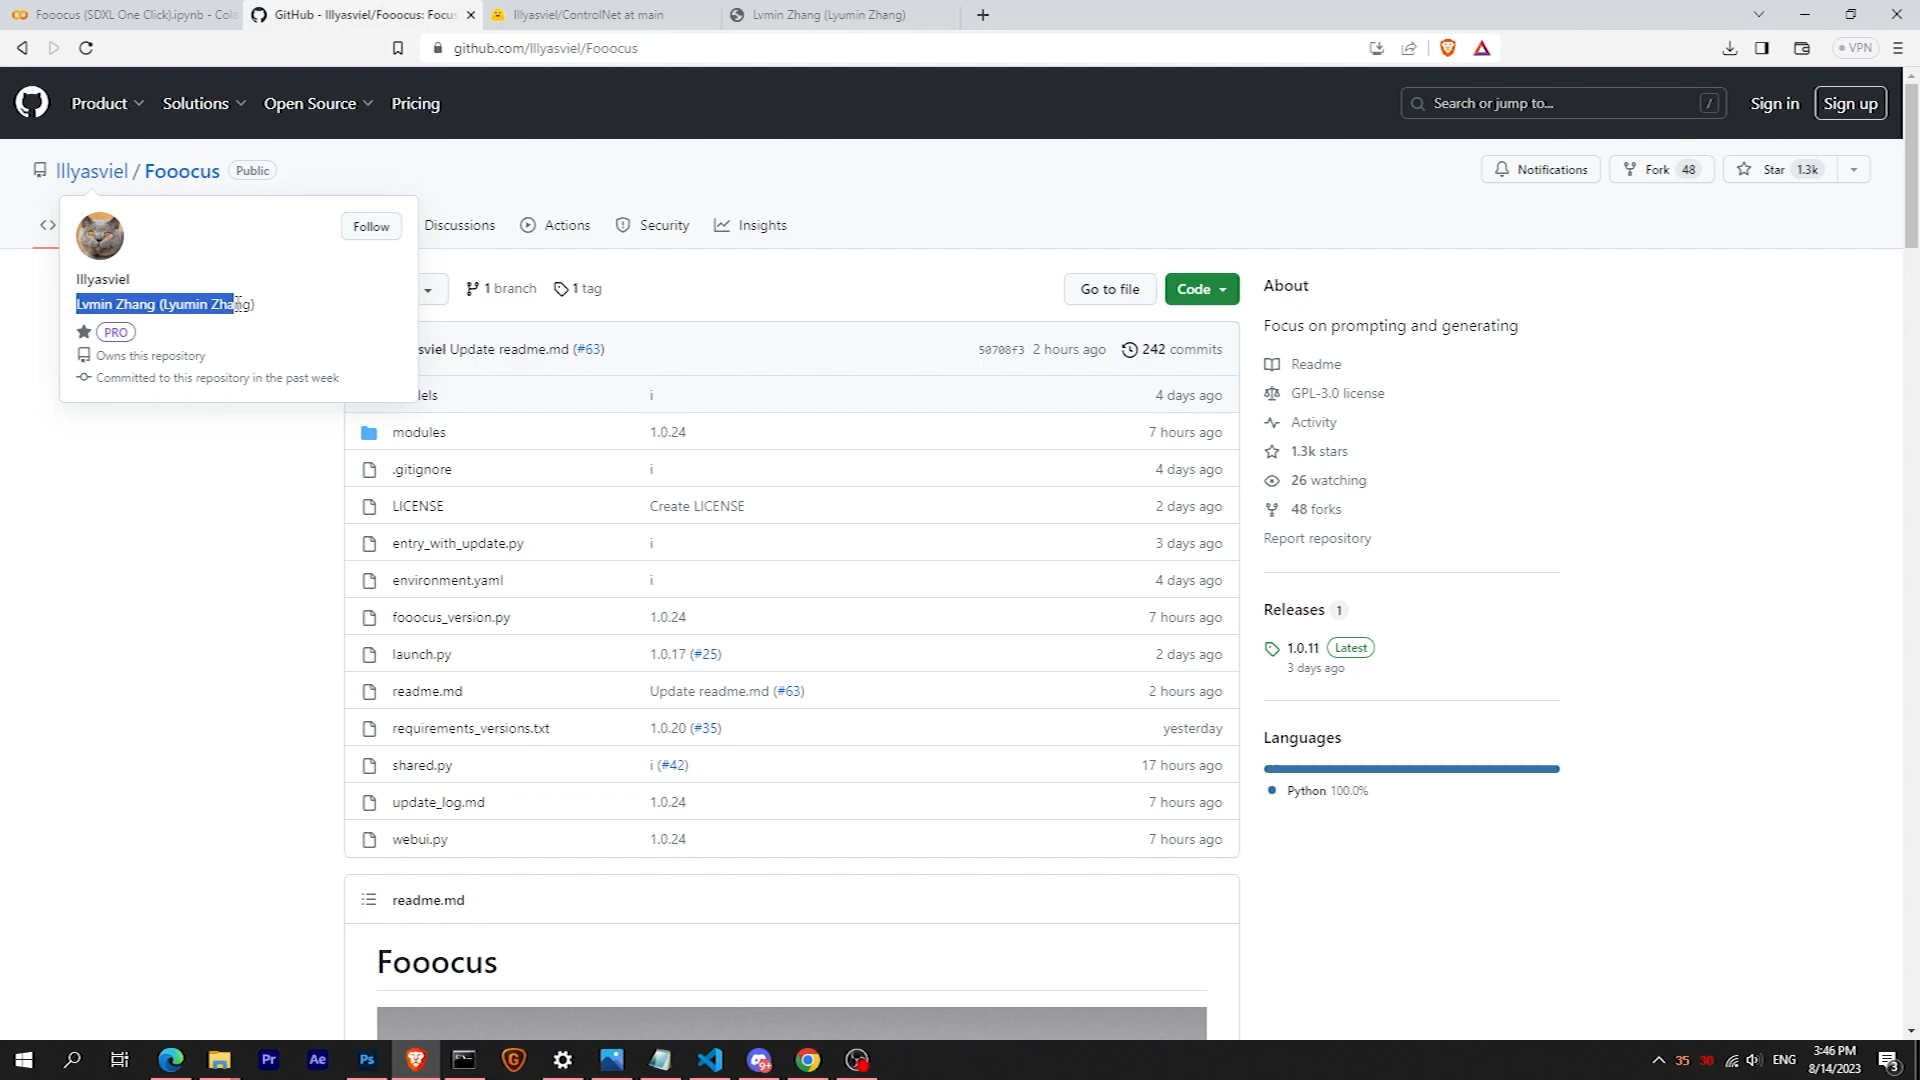 Fooocus (SDXL One Click).ipynb - Cola
GitHub - lllyasviel/Fooocus: Focus
lllyasviel/ControlNet at main
Lvmin Zhang (Lyumin Zhang)
github.com/lllyasviel/Fooocus
VPN
Product
Solutions
Open Source
Pricing
Search or jump to...
/
Sign in
Sign up
lllyasviel / Fooocus
Public
Notifications
Fork 48
Star 1.3k
Discussions
Actions
Security
Insights
Follow
lllyasviel
Lvmin Zhang (Lyumin Zhang)
PRO
Owns this repository
Committed to this repository in the past week
1 branch
1 tag
Go to file
Code
sviel Update readme.md (#63)
50708f3 2 hours ago
242 commits
lels i 4 days ago
modules 1.0.24 7 hours ago
.gitignore i 4 days ago
LICENSE Create LICENSE 2 days ago
entry_with_update.py i 3 days ago
environment.yaml i 4 days ago
fooocus_version.py 1.0.24 7 hours ago
launch.py 1.0.17 (#25) 2 days ago
readme.md Update readme.md (#63) 2 hours ago
requirements_versions.txt 1.0.20 (#35) yesterday
shared.py i (#42) 17 hours ago
update_log.md 1.0.24 7 hours ago
webui.py 1.0.24 7 hours ago
readme.md
Fooocus
About
Focus on prompting and generating
Readme
GPL-3.0 license
Activity
1.3k stars
26 watching
48 forks
Report repository
Releases 1
1.0.11 Latest
3 days ago
Languages
Python 100.0%
Pr
Ae
Ps
9+
35
30
ENG
3:46 PM
8/14/2023
3